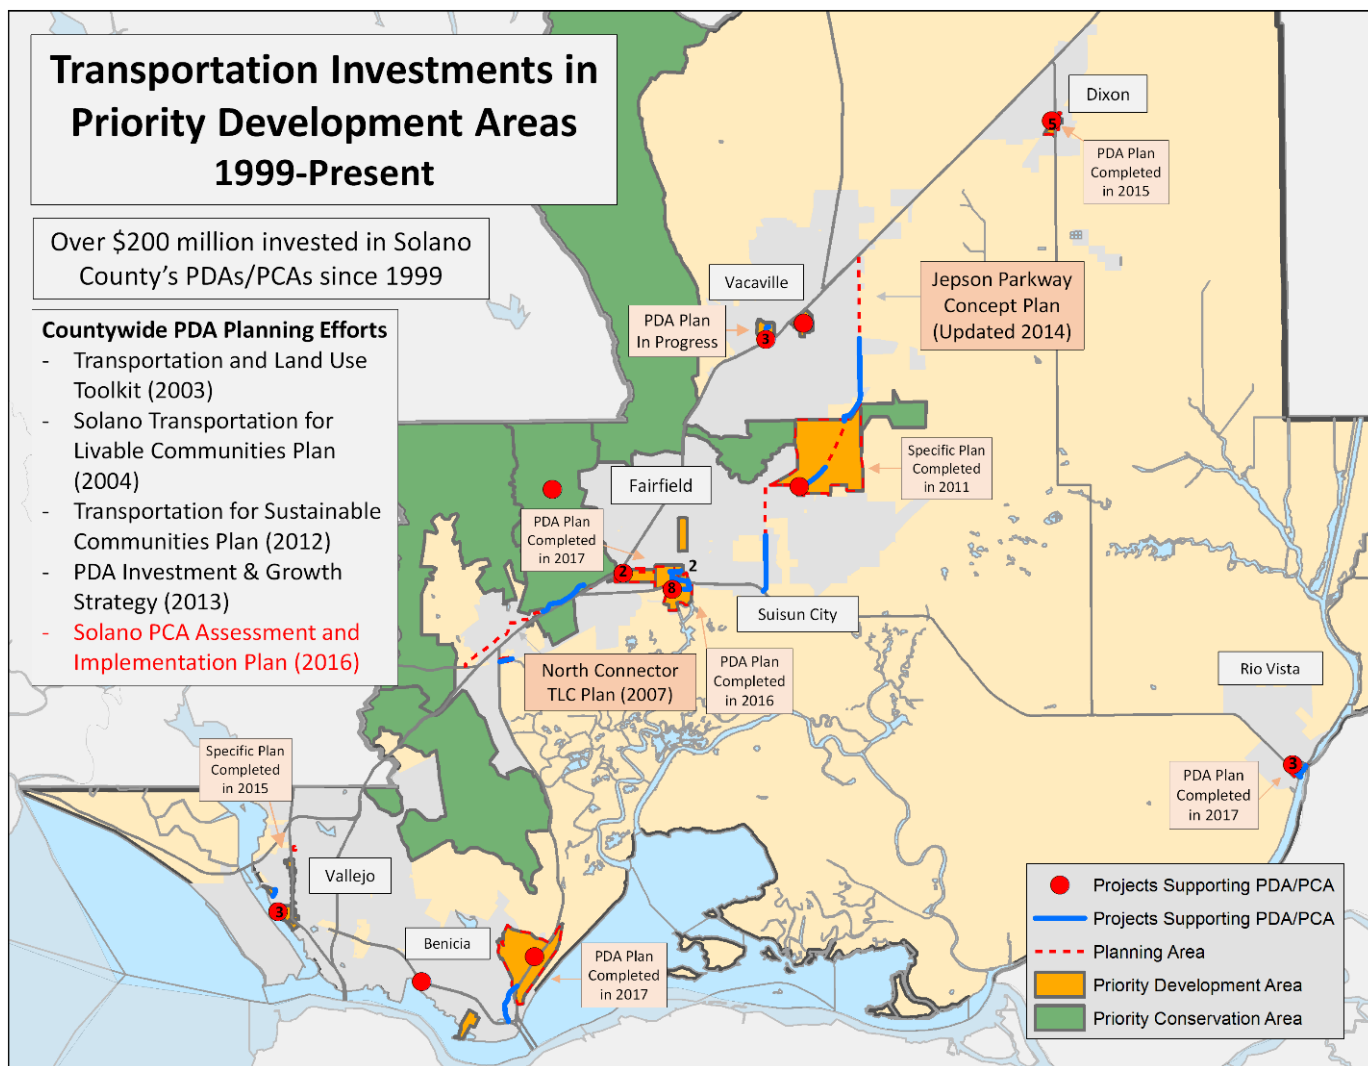 Transportation Investments in
Priority Development Areas
1999-Present
Over $200 million invested in Solano
County's PDAs/PCAs since 1999
Countywide PDA Planning Efforts
- Transportation and Land Use
Toolkit (2003)
- Solano Transportation for
Livable Communities Plan
(2004)
- Transportation for Sustainable
Communities Plan (2012)
- PDA Investment & Growth
Strategy (2013)
- Solano PCA Assessment and
Implementation Plan (2016)
Dixon
5
PDA Plan
Completed
in 2015
Vacaville
PDA Plan
In Progress
3
Jepson Parkway
Concept Plan
(Updated 2014)
Specific Plan
Completed
in 2011
Fairfield
PDA Plan
Completed
in 2017
2
2
8
Suisun City
North Connector
TLC Plan (2007)
PDA Plan
Completed
in 2016
Rio Vista
3
PDA Plan
Completed
in 2017
Specific Plan
Completed
in 2015
Vallejo
3
Benicia
PDA Plan
Completed
in 2017
Projects Supporting PDA/PCA
Projects Supporting PDA/PCA
Planning Area
Priority Development Area
Priority Conservation Area